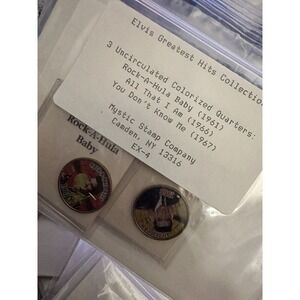 Elvis Greatest Hits Collection
3 Uncirculated Colorized Quarters:
Rock-A-Hula Baby (1961)
All That I Am (1966)
You Don't Know Me (1967)
Mystic Stamp Company
Camden, NY 13316
EX-4
Rock-A-Hula
Baby